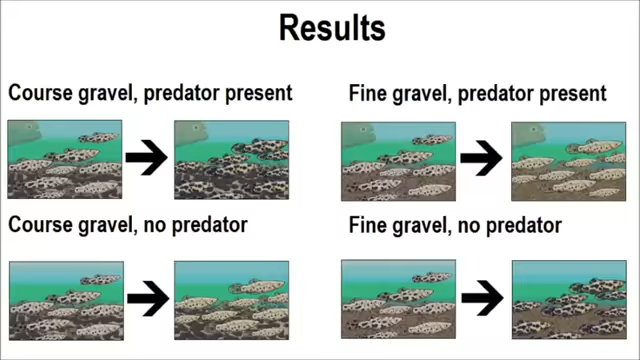 Results
Course gravel, predator present
Fine gravel, predator present
Course gravel, no predator
Fine gravel, no predator